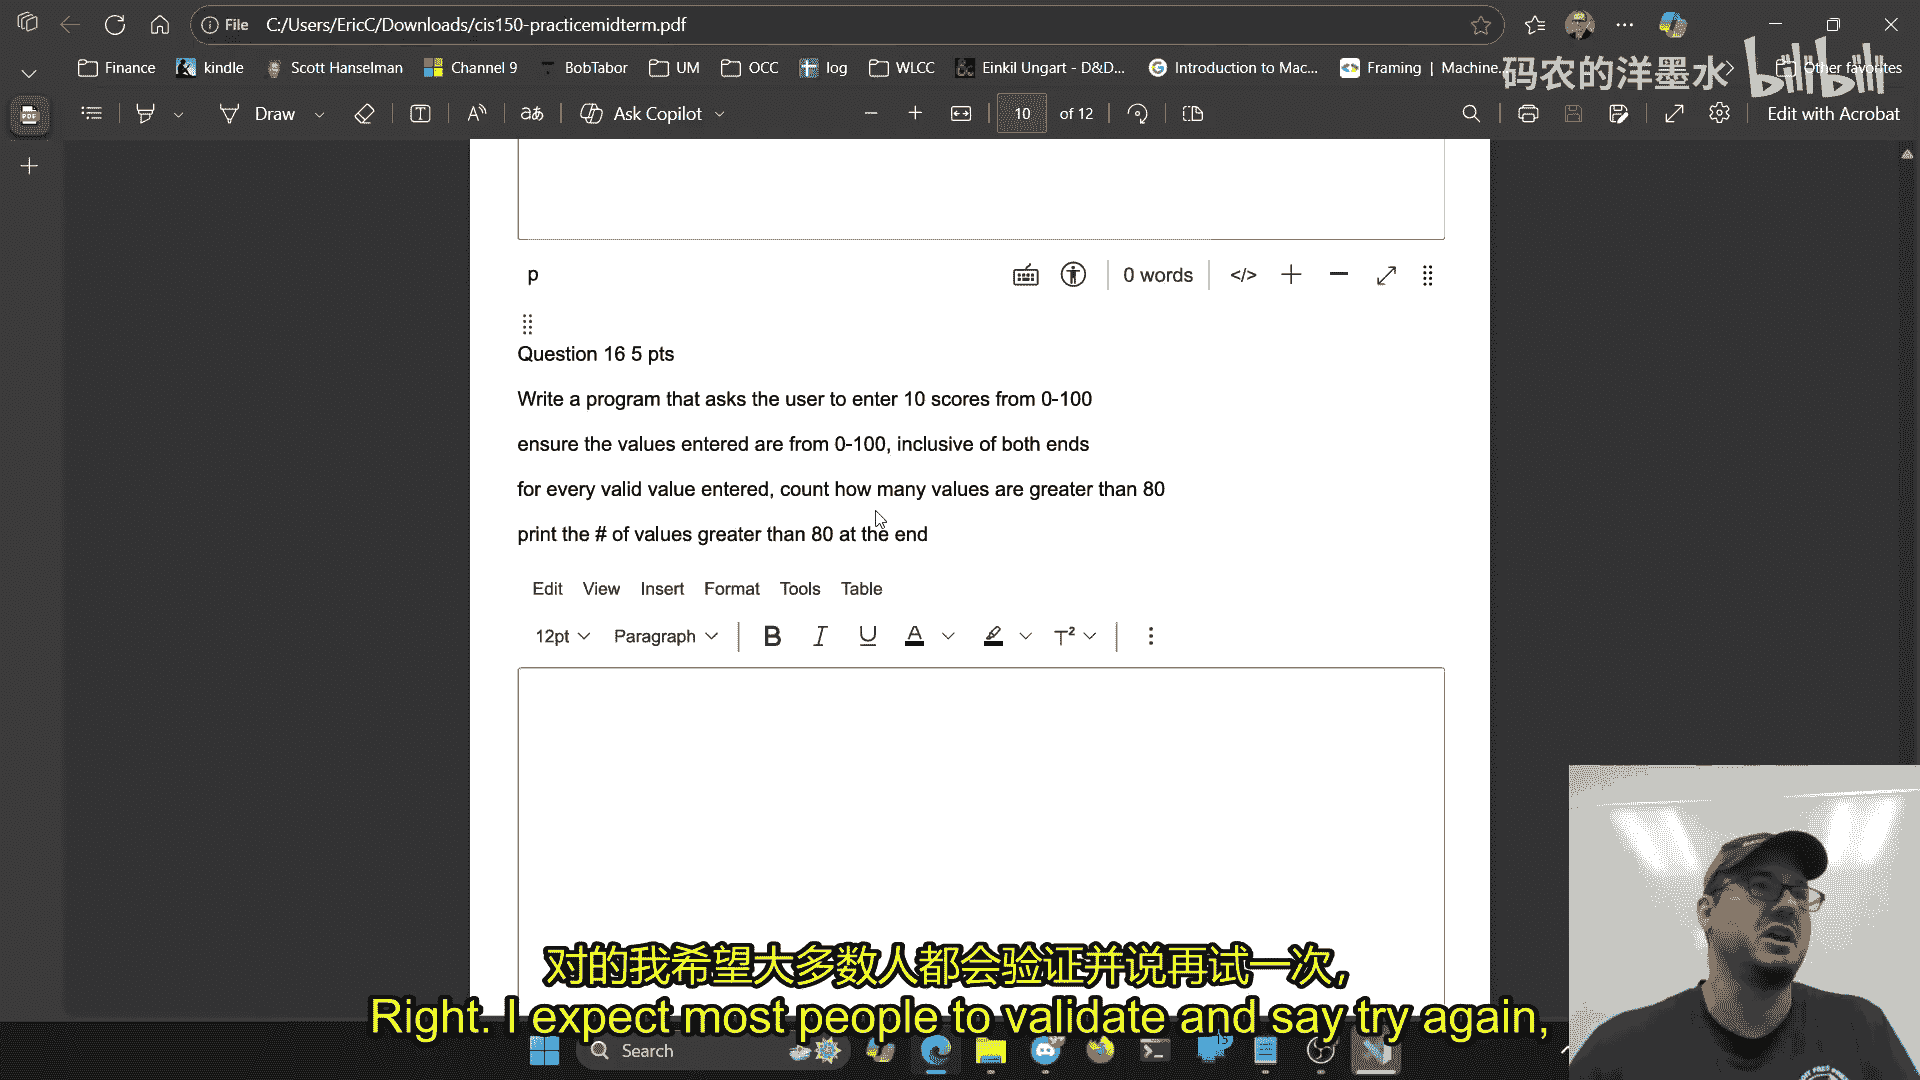 File C:/Users/EricC/Downloads/cis150-practicemidterm.pdf
Finance kindle Scott Hanselman Channel 9 BobTabor UM OCC log WLCC Einkil Ungart - D&D... Introduction to Mac... Framing | Machine... Other favorites
码农的洋墨水 bilibili
Draw Ask Copilot 10 of 12 Edit with Acrobat
p 0 words </>
Question 16 5 pts
Write a program that asks the user to enter 10 scores from 0-100
ensure the values entered are from 0-100, inclusive of both ends
for every valid value entered, count how many values are greater than 80
print the # of values greater than 80 at the end
Edit View Insert Format Tools Table
12pt Paragraph B I U A T²
对的我希望大多数人都会验证并说再试一次,
Right. I expect most people to validate and say try again,
Search